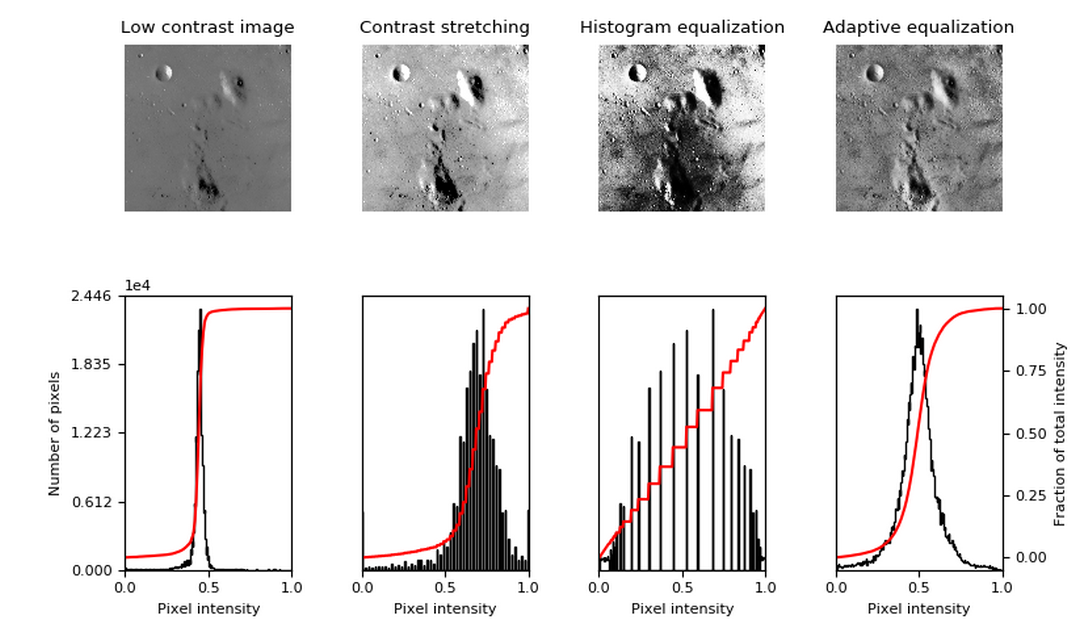 Low contrast image
Contrast stretching
Histogram equalization
Adaptive equalization
1e4
2.446
1.835
1.223
0.612
0.000
Number of pixels
0.0 0.5 1.0
Pixel intensity
0.0 0.5 1.0
Pixel intensity
0.0 0.5 1.0
Pixel intensity
0.0 0.5 1.0
Pixel intensity
1.00
0.75
0.50
0.25
0.00
Fraction of total intensity